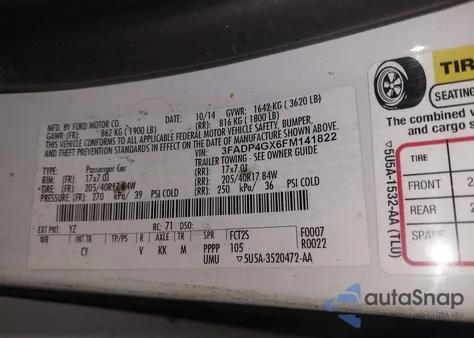 MFD. BY FORD MOTOR CO.
10/14 GVWR: 1642 KG ( 3620 LB)
GAWR: (FR): 862 KG ( 1900 LB) (RR): 816 KG ( 1800 LB)
THIS VEHICLE CONFORMS TO ALL APPLICABLE FEDERAL MOTOR VEHICLE SAFETY, BUMPER,
AND THEFT PREVENTION STANDARDS IN EFFECT ON THE DATE OF MANUFACTURE SHOWN ABOVE.
VIN: 3FADP4GX6FM141822
TYPE: Passenger Car TRAILER TOWING - SEE OWNER GUIDE
RIM: (FR): 17x7.0J (RR): 17x7.0J
TIRE: (FR): 205/40R17 84W (RR): 205/40R17 84W
PRESSURE: (FR): 270 kPa/ 39 PSI COLD (RR): 250 kPa/ 36 PSI COLD
EXT PNT: YZ RC: 71 DSO: F0007
WB INT TR TP/PS R AXLE TR SPR FCT2S R0022
CY V KK M PPPP 105
UMU ▽5U5A-3520472-AA
▽5U5A-1532-AA (TLU)
TIR
SEATING
The combined
and cargo s
TIRE
FRONT 2
REAR 2
SPARE
autoSnap